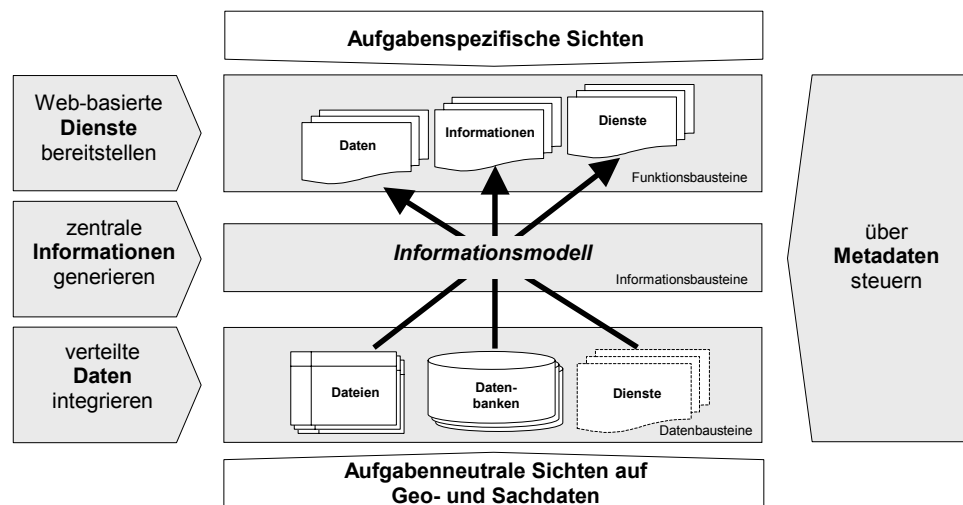 Aufgabenspezifische Sichten
Web-basierte
Dienste
bereitstellen
Daten
Informationen
Dienste
Funktionsbausteine
zentrale
Informationen
generieren
Informationsmodell
Informationsbausteine
über
Metadaten
steuern
verteilte
Daten
integrieren
Dateien
Daten-
banken
Dienste
Datenbausteine
Aufgabenneutrale Sichten auf
Geo- und Sachdaten